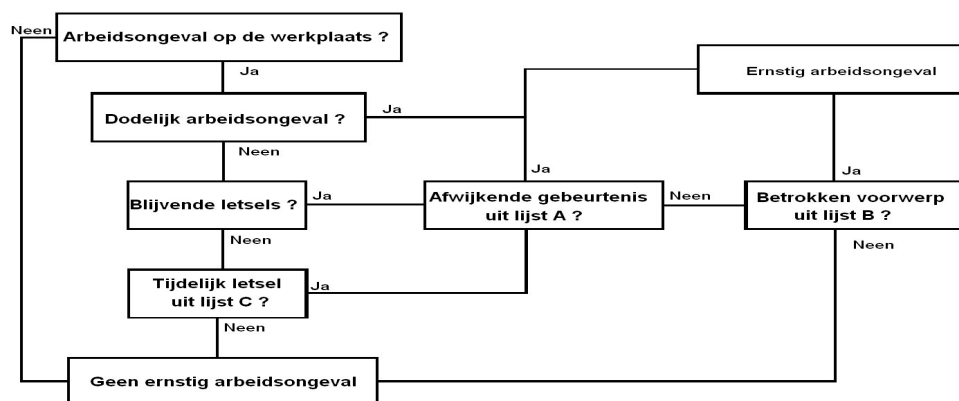 Neen
Arbeidsongeval op de werkplaats ?
Ja
Ernstig arbeidsongeval
Dodelijk arbeidsongeval ?
Ja
Neen
Ja
Ja
Blijvende letsels ?
Ja
Afwijkende gebeurtenis
uit lijst A ?
Neen
Betrokken voorwerp
uit lijst B ?
Neen
Neen
Tijdelijk letsel
uit lijst C ?
Ja
Neen
Geen ernstig arbeidsongeval